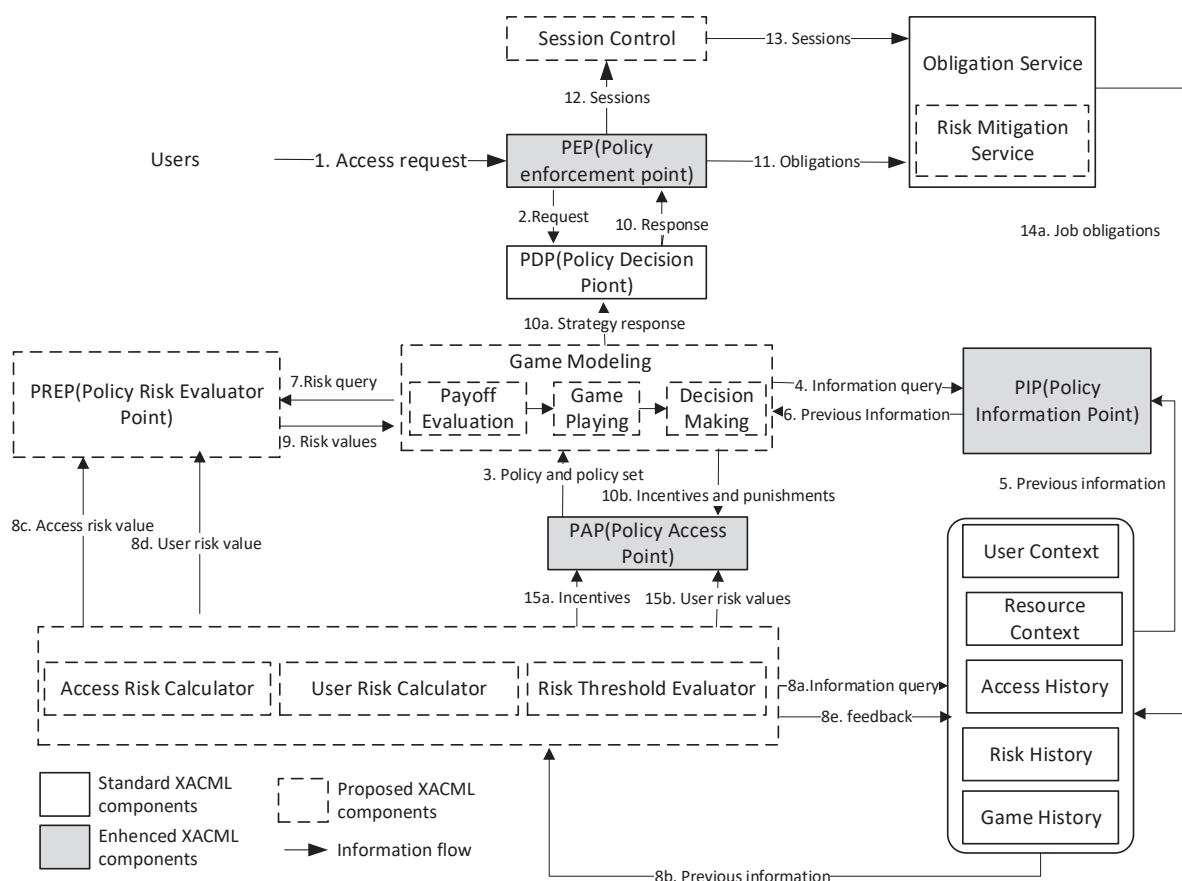 Session Control
13. Sessions
Obligation Service
12. Sessions
Risk Mitigation
Service
Users
1. Access request
PEP(Policy
enforcement point)
11. Obligations
2.Request
10. Response
14a. Job obligations
PDP(Policy Decision
Piont)
10a. Strategy response
Game Modeling
PREP(Policy Risk Evaluator
Point)
7.Risk query
9. Risk values
Payoff
Evaluation
Game
Playing
Decision
Making
4. Information query
6. Previous Information
PIP(Policy
Information Point)
3. Policy and policy set
10b. Incentives and punishments
5. Previous information
8c. Access risk value
8d. User risk value
PAP(Policy Access
Point)
User Context
15a. Incentives
15b. User risk values
Resource
Context
Access Risk Calculator
User Risk Calculator
Risk Threshold Evaluator
8a.Information query
8e. feedback
Access History
Risk History
Game History
Standard XACML
components
Proposed XACML
components
Enhenced XACML
components
Information flow
8b. Previous information